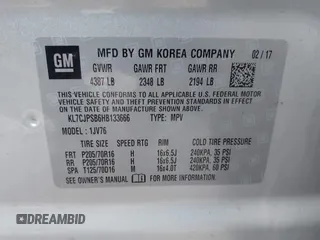 GM
MFD BY GM KOREA COMPANY 02/17
GVWR GAWR FRT GAWR RR
4387 LB 2348 LB 2194 LB
THIS VEHICLE CONFORMS TO ALL APPLICABLE U.S. FEDERAL
MOTOR VEHICLE SAFETY, BUMPER, AND THEFT PREVENTION
STANDARDS IN EFFECT ON THE DATE OF MANUFACTURE SHOWN ABOVE.
KL7CJPSB6HB133666 TYPE: MPV
MODEL: 1JV76
TIRE SIZE SPEED RTG RIM COLD TIRE PRESSURE
FRT P205/70R16 H 16x6.5J 240KPA, 35 PSI
RR P205/70R16 H 16x6.5J 240KPA, 35 PSI
SPA T125/70D16 M 16x4.0T 420KPA, 60 PSI
SEE OWNER'S MANUAL FOR ADDITIONAL INFORMATION.
DREAMBID